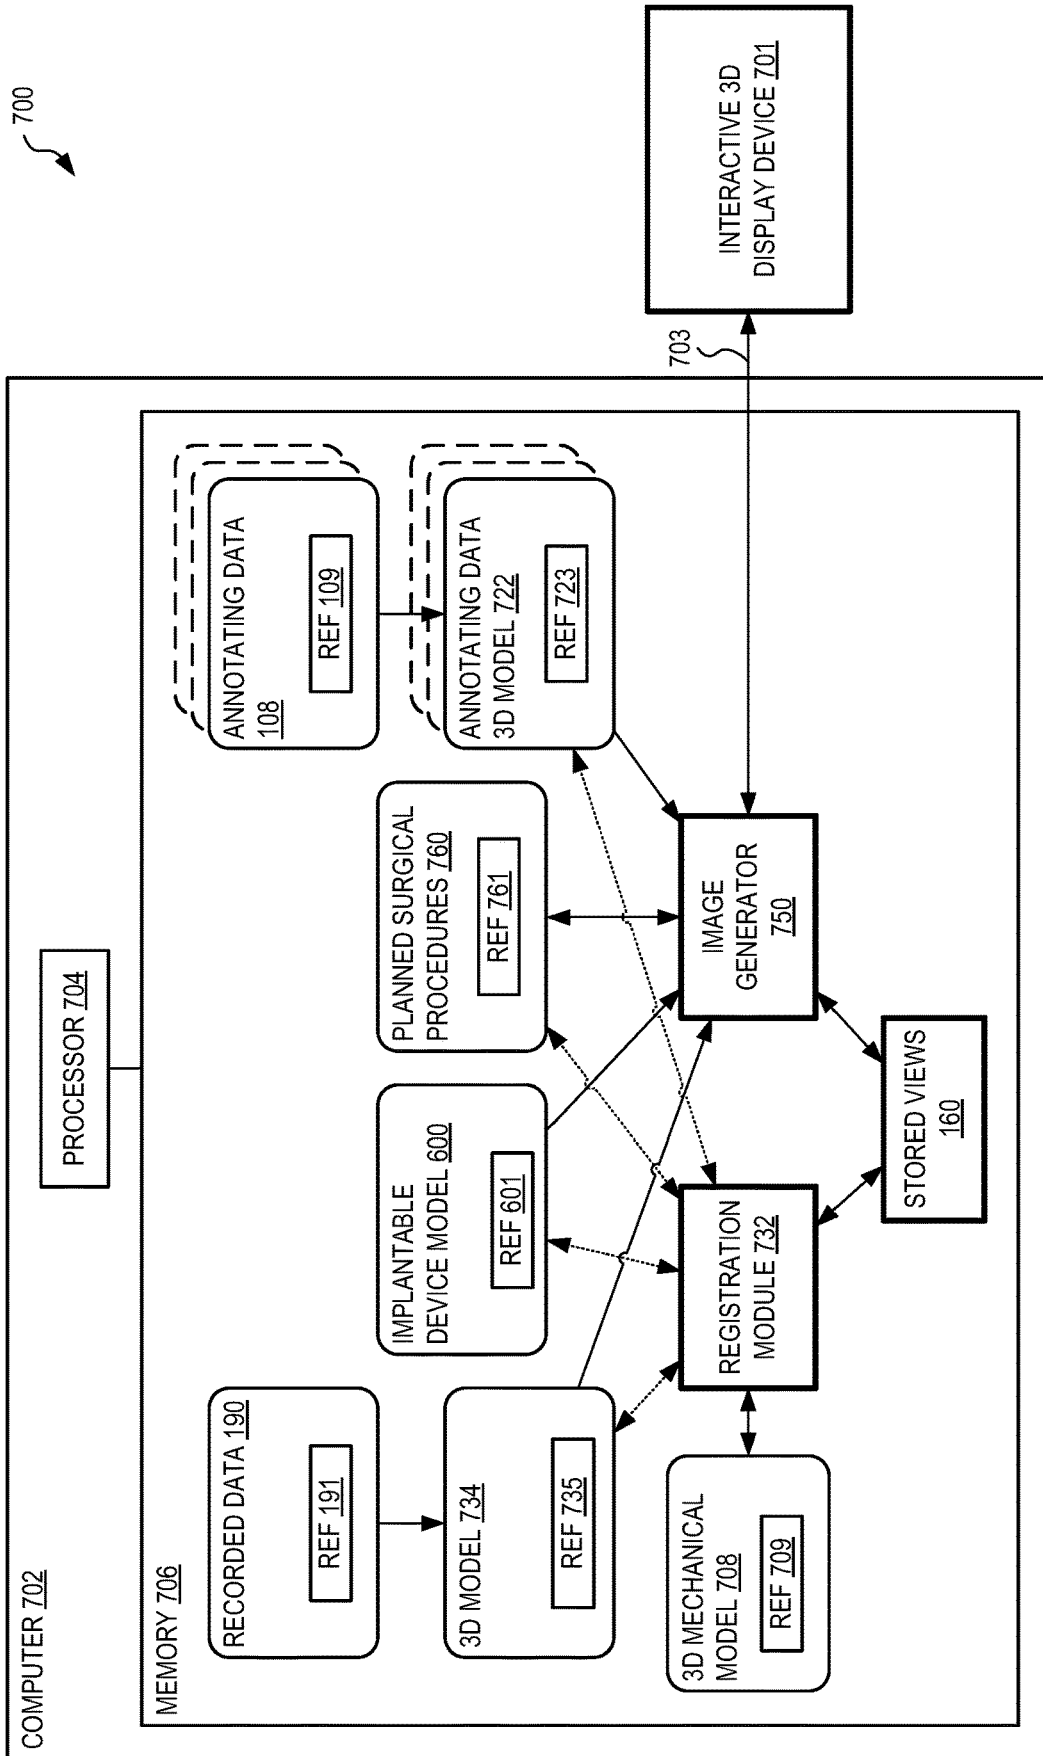 700
COMPUTER 702
PROCESSOR 704
MEMORY 706
RECORDED DATA 190
REF 191
IMPLANTABLE
DEVICE MODEL 600
REF 601
PLANNED SURGICAL
PROCEDURES 760
REF 761
ANNOTATING DATA
108
REF 109
3D MODEL 734
REF 735
ANNOTATING DATA
3D MODEL 722
REF 723
3D MECHANICAL
MODEL 708
REF 709
REGISTRATION
MODULE 732
IMAGE
GENERATOR
750
STORED VIEWS
160
703
INTERACTIVE 3D
DISPLAY DEVICE 701